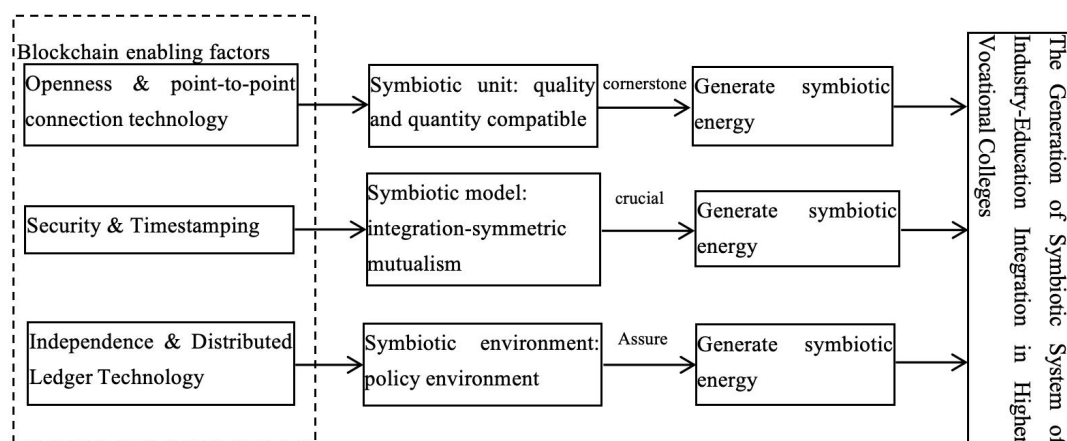 Blockchain enabling factors
Openness & point-to-point
connection technology
Symbiotic unit: quality
and quantity compatible
cornerstone
Generate symbiotic
energy
Security & Timestamping
Symbiotic model:
integration-symmetric
mutualism
crucial
Generate symbiotic
energy
Independence & Distributed
Ledger Technology
Symbiotic environment:
policy environment
Assure
Generate symbiotic
energy
The Generation of Symbiotic System of
Industry-Education Integration in Higher
Vocational Colleges